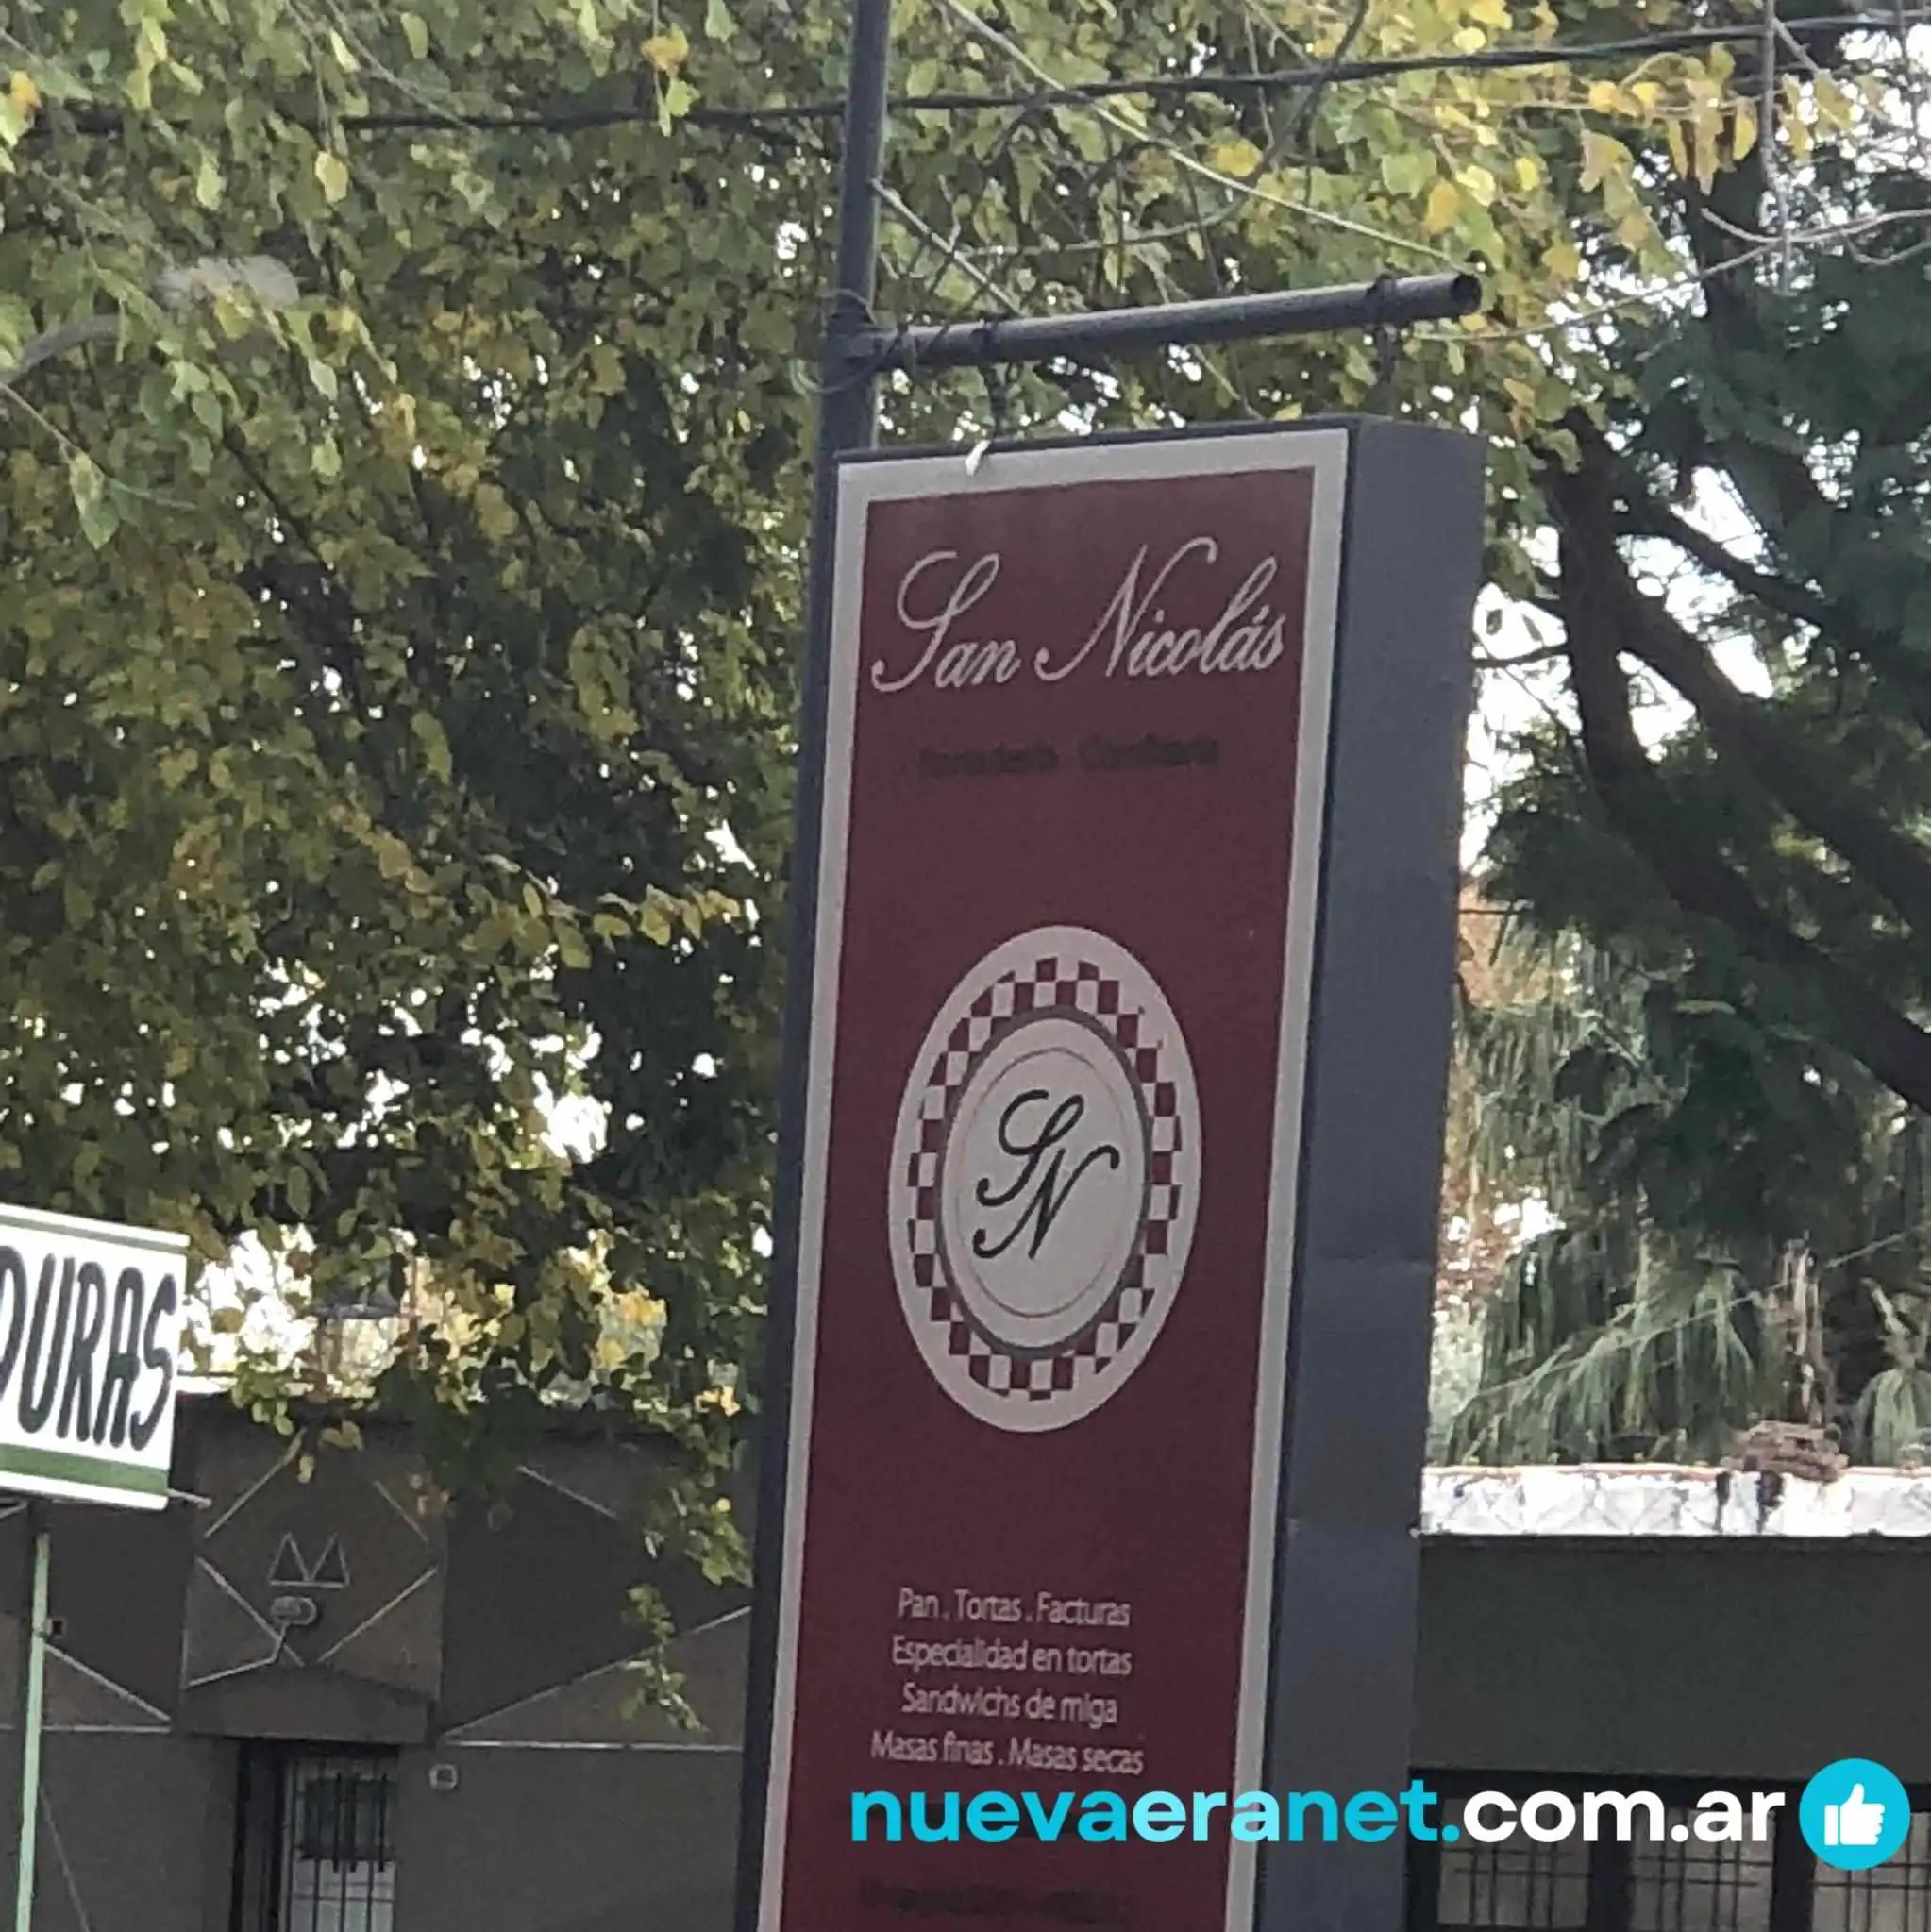 San Nicolás
SN
DURAS
Pan . Tortas . Facturas
Especialidad en tortas
Sandwichs de miga
Masas finas . Masas secas
nuevaeranet.com.ar